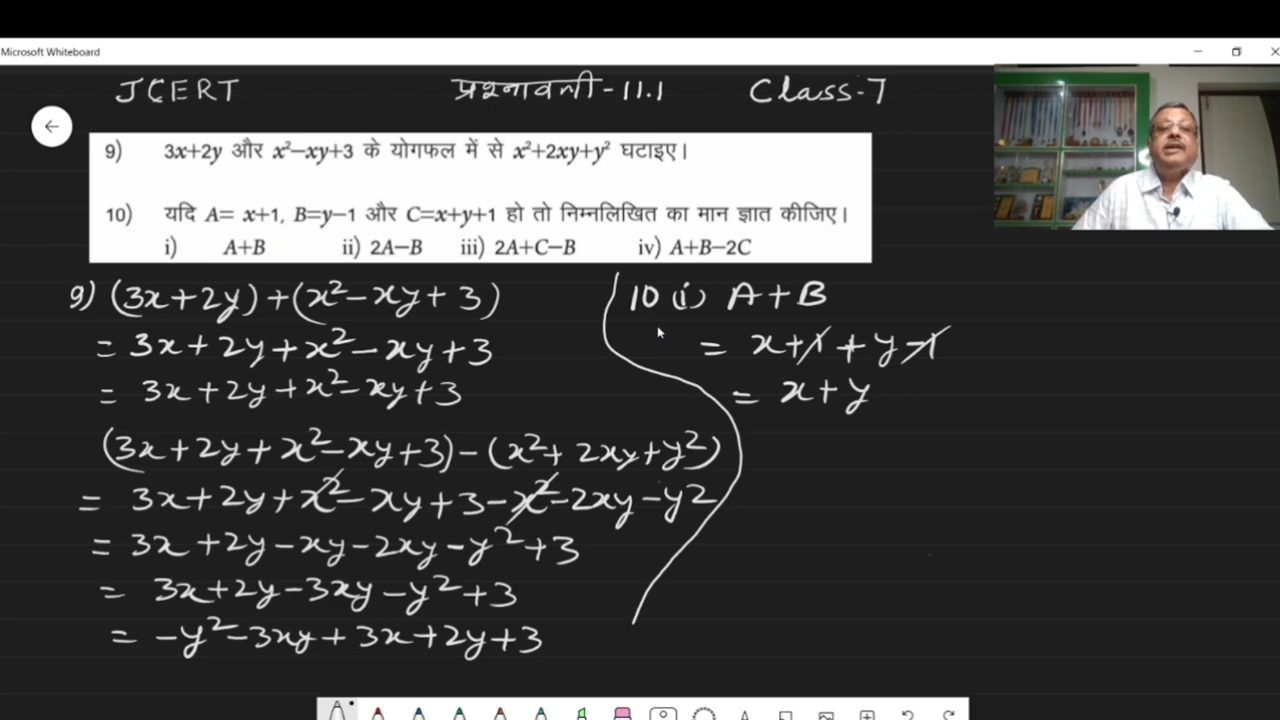 Microsoft Whiteboard
JCERT प्रश्नावली-11.1 Class-7
9) 3x+2y और x²−xy+3 के योगफल में से x²+2xy+y² घटाइए।
10) यदि A= x+1, B=y−1 और C=x+y+1 हो तो निम्नलिखित का मान ज्ञात कीजिए।
i) A+B ii) 2A−B iii) 2A+C−B iv) A+B−2C
9) (3x+2y)+(x²-xy+3)
= 3x+2y+x²-xy+3
= 3x+2y+x²-xy+3
(3x+2y+x²-xy+3)-(x²+2xy+y²)
= 3x+2y+x²-xy+3-x²-2xy-y2
= 3x+2y-xy-2xy-y²+3
= 3x+2y-3xy-y²+3
= -y²-3xy+3x+2y+3
10 (i) A+B
= x+1+y-1
= x+y